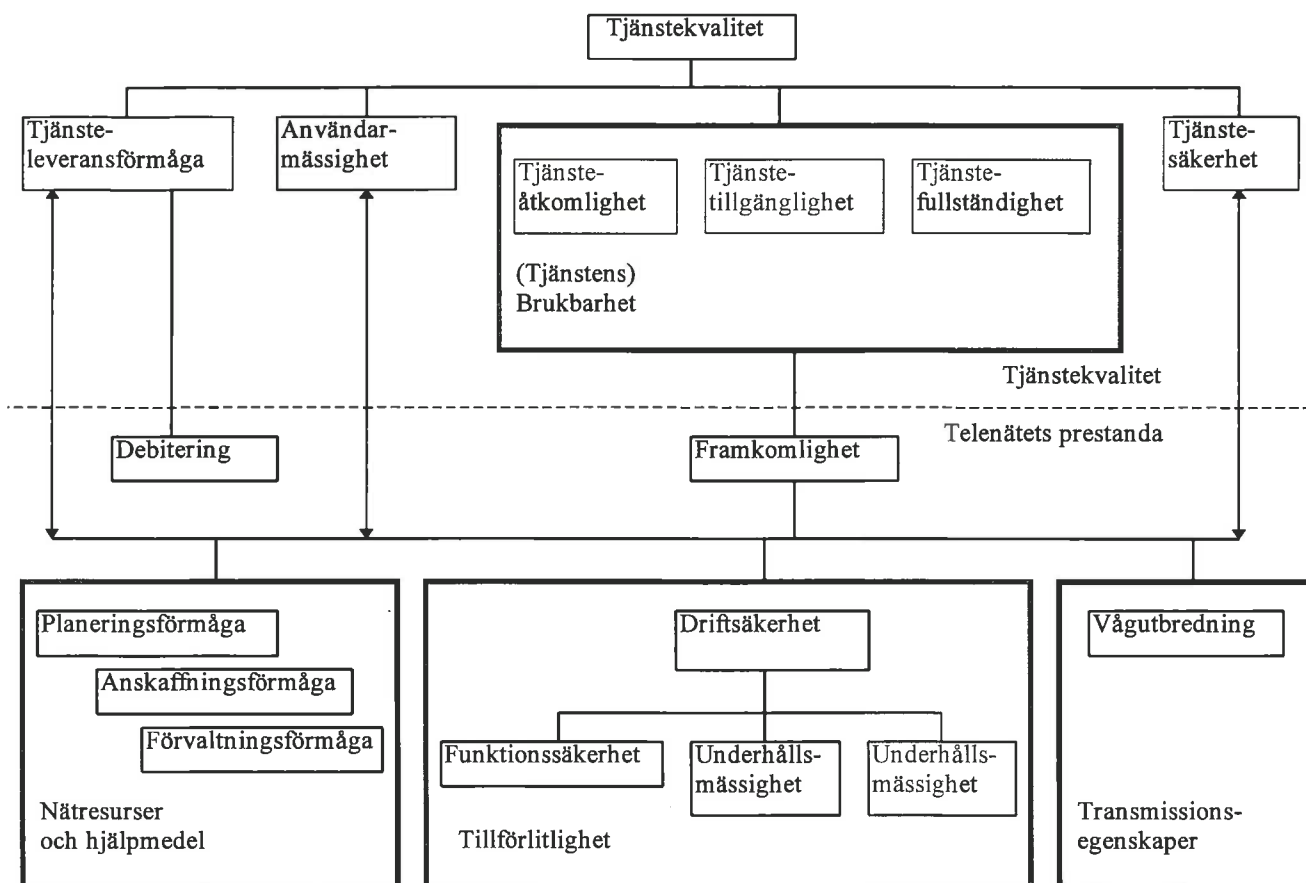 Tjänstekvalitet
Tjänste-
leveransförmåga
Användar-
mässighet
Tjänste-
åtkomlighet
Tjänste-
tillgänglighet
Tjänste-
fullständighet
(Tjänstens)
Brukbarhet
Tjänste-
säkerhet
Tjänstekvalitet
Telenätets prestanda
Debitering
Framkomlighet
Planeringsförmåga
Anskaffningsförmåga
Förvaltningsförmåga
Nätresurser
och hjälpmedel
Driftsäkerhet
Funktionssäkerhet
Underhålls-
mässighet
Underhålls-
mässighet
Tillförlitlighet
Vågutbredning
Transmissions-
egenskaper